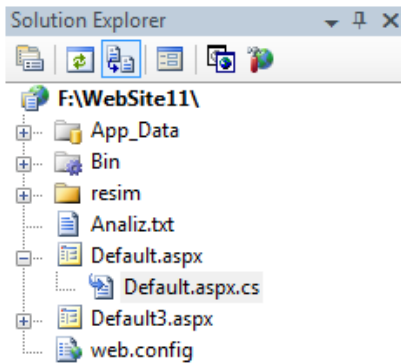 Solution Explorer
F:\WebSite11\
App_Data
Bin
resim
Analiz.txt
Default.aspx
Default.aspx.cs
Default3.aspx
web.config